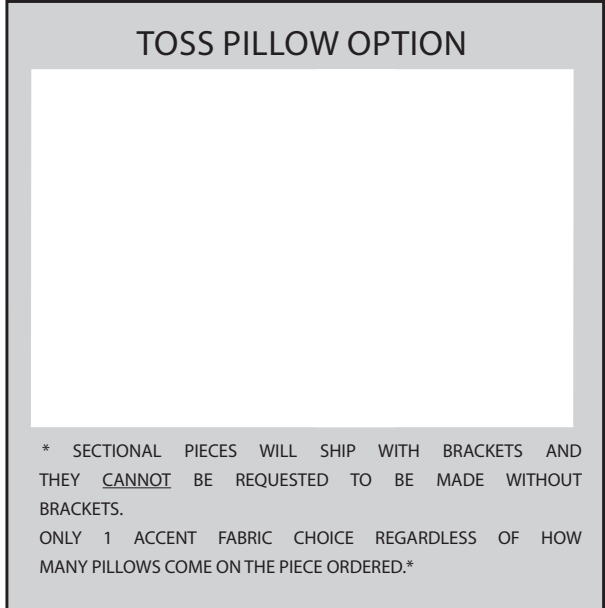 TOSS PILLOW OPTION
* SECTIONAL PIECES WILL SHIP WITH BRACKETS AND
THEY CANNOT BE REQUESTED TO BE MADE WITHOUT
BRACKETS.
ONLY 1 ACCENT FABRIC CHOICE REGARDLESS OF HOW
MANY PILLOWS COME ON THE PIECE ORDERED.*